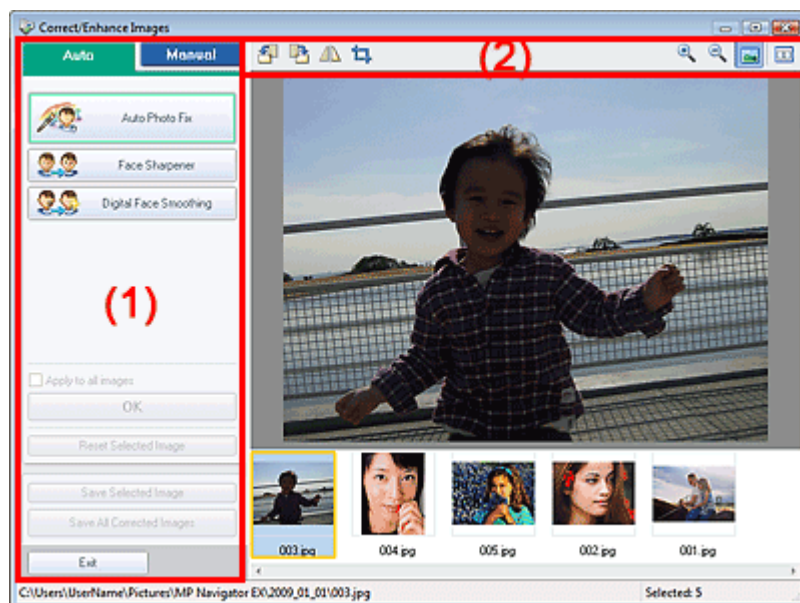 Correct/Enhance Images
Auto Manual
(2)
Auto Photo Fix
Face Sharpener
Digital Face Smoothing
(1)
Apply to all images
OK
Reset Selected Image
Save Selected Image
Save All Corrected Images
Exit
003.jpg 004.jpg 005.jpg 002.jpg 001.jpg
C:\Users\UserName\Pictures\MP Navigator EX\2009_01_01\003.jpg Selected: 5